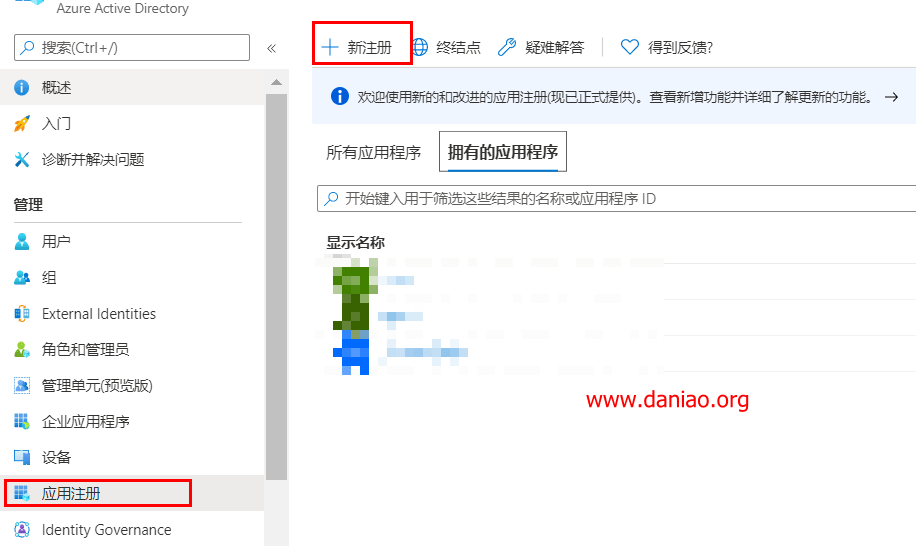 Azure Active Directory
搜索(Ctrl+/)
«
概述
入门
诊断并解决问题
管理
用户
组
External Identities
角色和管理员
管理单元(预览版)
企业应用程序
设备
应用注册
Identity Governance
新注册
终结点
疑难解答
得到反馈?
欢迎使用新的和改进的应用注册(现已正式提供)。查看新增功能并详细了解更新的功能。 →
所有应用程序
拥有的应用程序
开始键入用于筛选这些结果的名称或应用程序 ID
显示名称
www.daniao.org